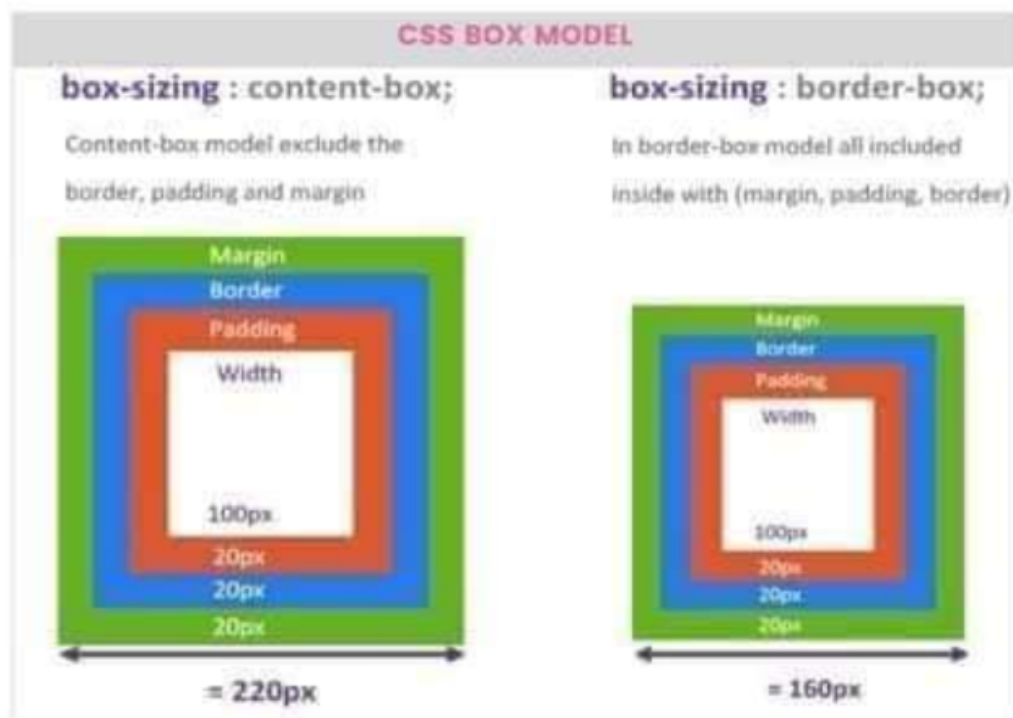 CSS BOX MODEL
box-sizing : content-box;
Content-box model exclude the
border, padding and margin
Margin
Border
Padding
Width
100px
20px
20px
20px
= 220px
box-sizing : border-box;
In border-box model all included
inside with (margin, padding, border)
Margin
Border
Padding
Width
100px
20px
20px
20px
= 160px